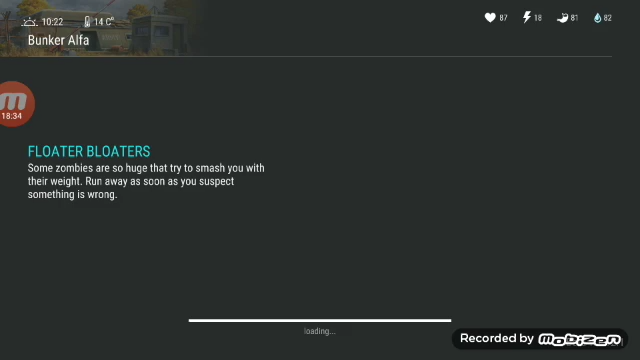 10:22 14 C° 87 18 81 82
Bunker Alfa
18:34
FLOATER BLOATERS
Some zombies are so huge that try to smash you with
their weight. Run away as soon as you suspect
something is wrong.
loading...
Recorded by MOBIZEN